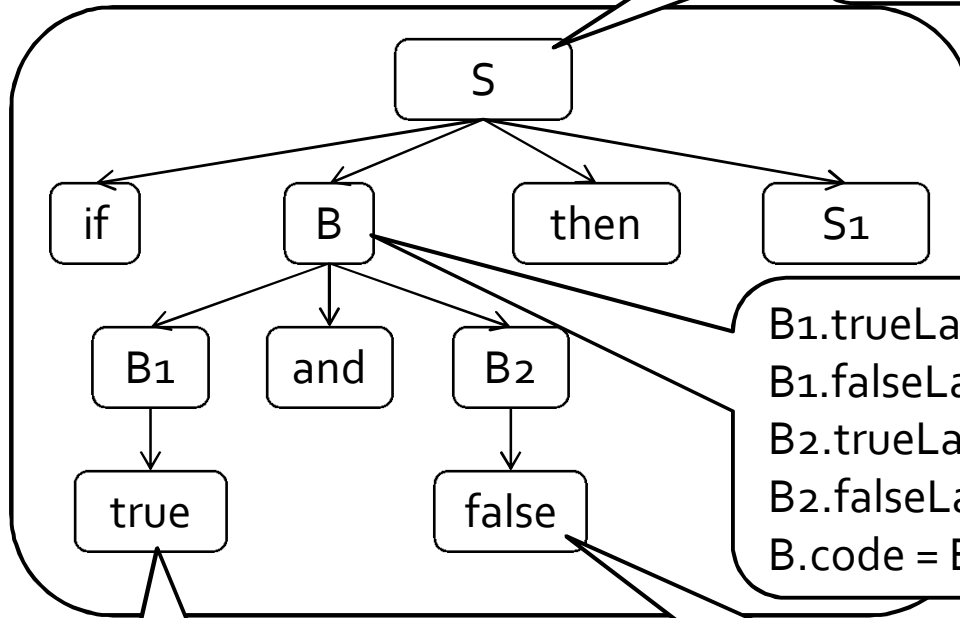 S
if
B
then
S1
B1
and
B2
true
false
B1.trueLa
B1.falseLa
B2.trueLa
B2.falseLa
B.code =